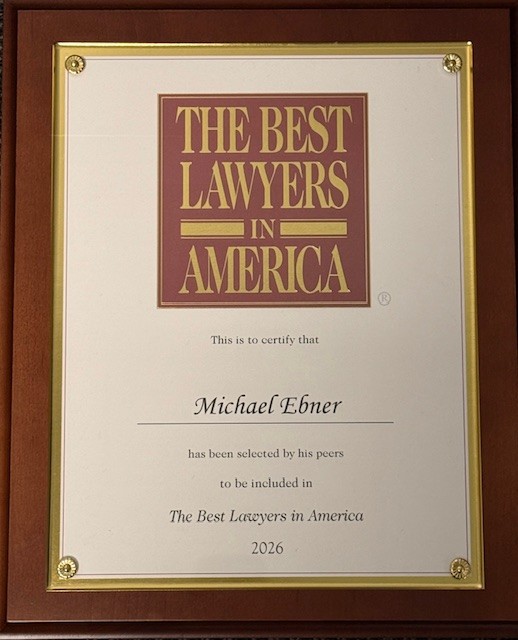 THE BEST
LAWYERS
IN
AMERICA
®
This is to certify that
Michael Ebner
has been selected by his peers
to be included in
The Best Lawyers in America
2026